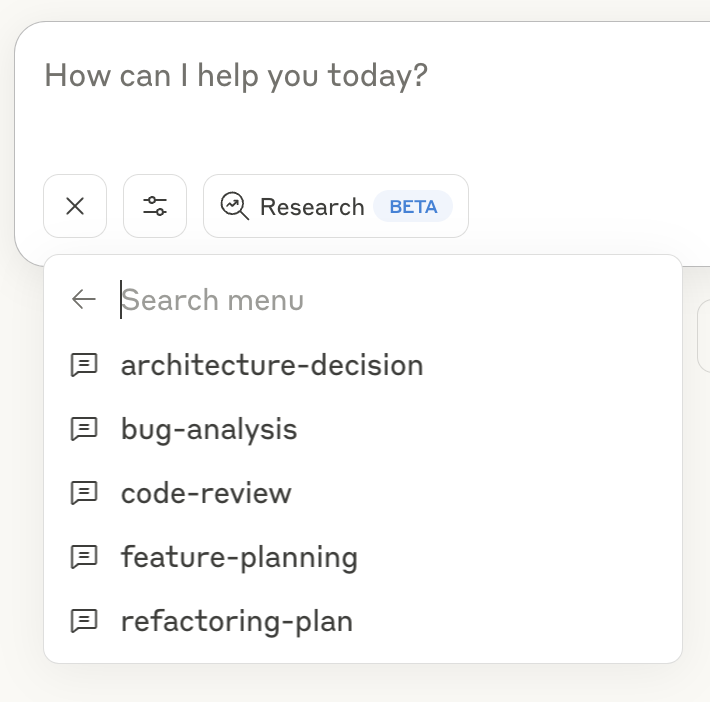 How can I help you today?
Research BETA
Search menu
architecture-decision
bug-analysis
code-review
feature-planning
refactoring-plan